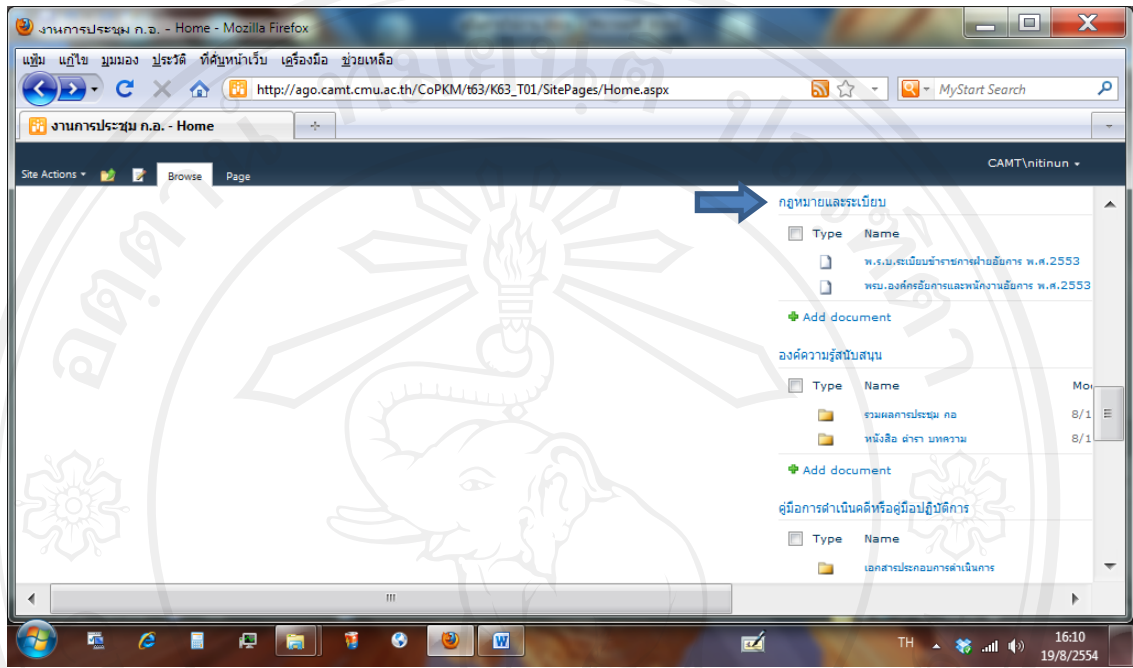 งานการประชุม ก.อ. - Home - Mozilla Firefox
แฟ้ม แก้ไข มุมมอง ประวัติ ที่คั่นหน้าเว็บ เครื่องมือ ช่วยเหลือ
http://ago.camt.cmu.ac.th/CoPKM/t63/K63_T01/SitePages/Home.aspx MyStart Search
งานการประชุม ก.อ. - Home
CAMT\nitinun
Site Actions Browse Page
กฎหมายและระเบียบ
Type Name
พ.ร.บ.ระเบียบข้าราชการฝ่ายอัยการ พ.ศ.2553
พรบ.องค์กรอัยการและพนักงานอัยการ พ.ศ.2553
Add document
องค์ความรู้สนับสนุน
Type Name Mo
รวมผลการประชุม กอ 8/1
หนังสือ ตำรา บทความ 8/1
Add document
คู่มือการดำเนินคดีหรือคู่มือปฏิบัติการ
Type Name
เอกสารประกอบการดำเนินการ
TH 16:10
19/8/2554